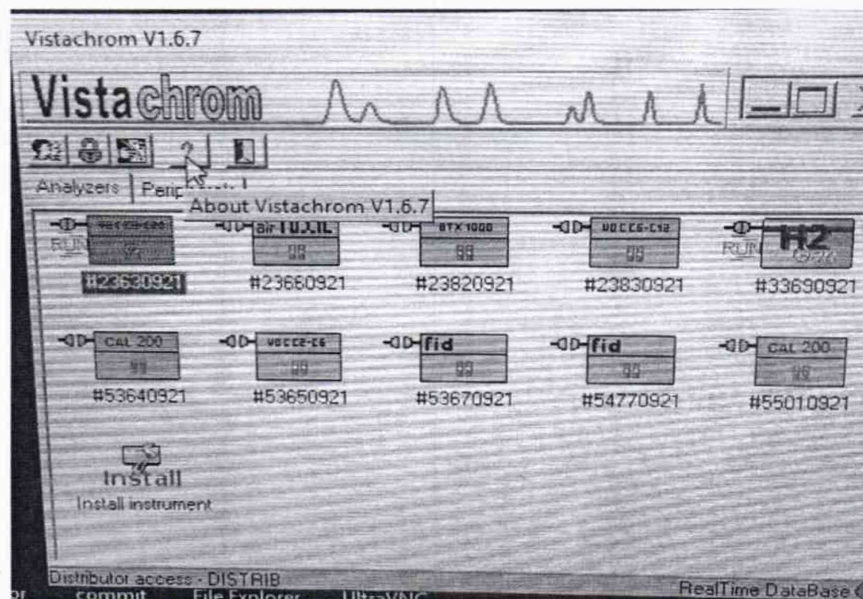 Vistachrom V1.6.7
Vistachrom
?
Analyzers
About Vistachrom V1.6.7
RUN
BTX 1000
VOCC6-C12
RUN
H2
#23630921 #23660921 #23820921 #23830921 #33690921
CAL 200 VOCC2-C6 fid fid CAL 200
#53640921 #53650921 #53670921 #54770921 #55010921
Install
Install instrument
Distributor access - DISTRIB
RealTime DataBase
commit File Explorer UltraVNC